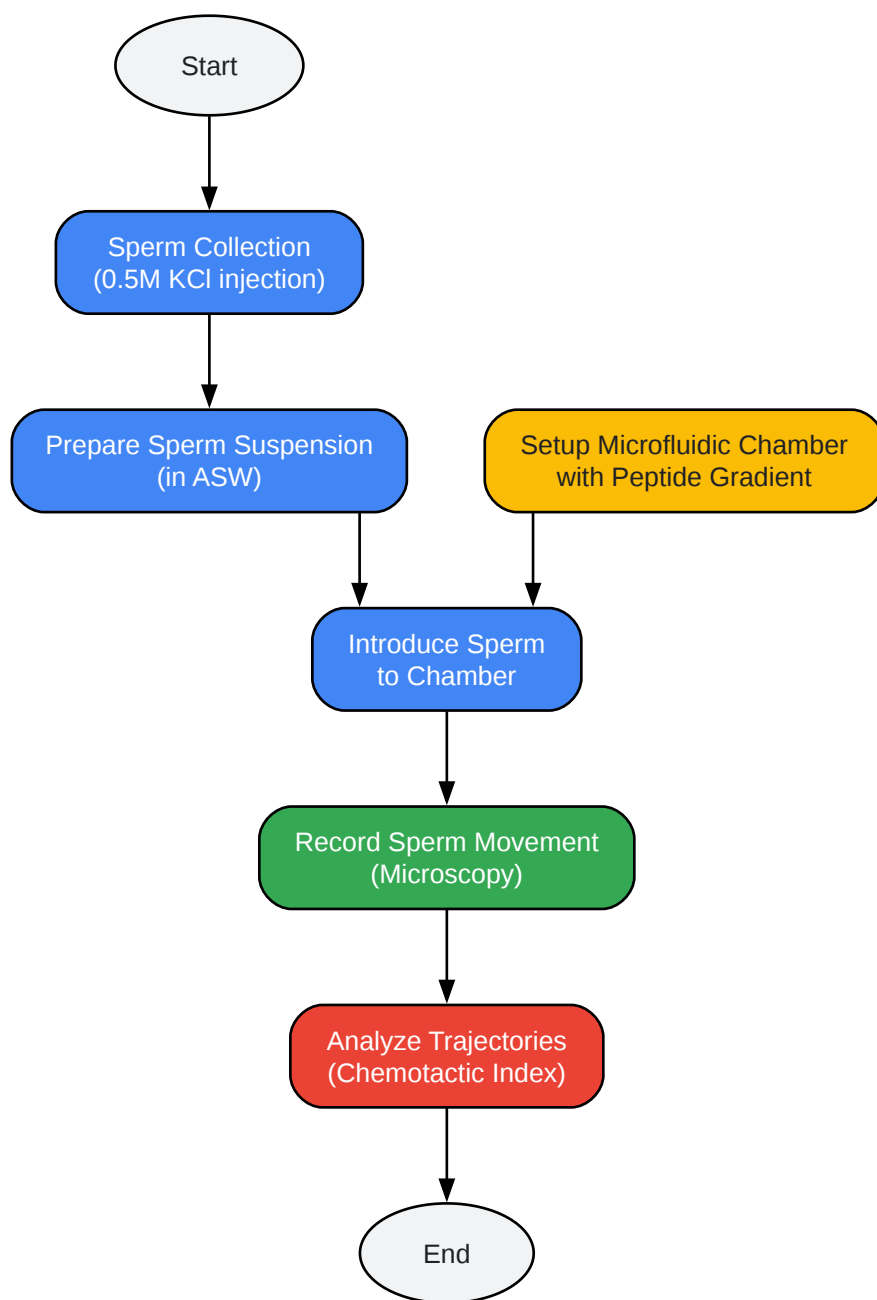 Start
Sperm Collection
(0.5M KCl injection)
Prepare Sperm Suspension
(in ASW)
Setup Microfluidic Chamber
with Peptide Gradient
Introduce Sperm
to Chamber
Record Sperm Movement
(Microscopy)
Analyze Trajectories
(Chemotactic Index)
End